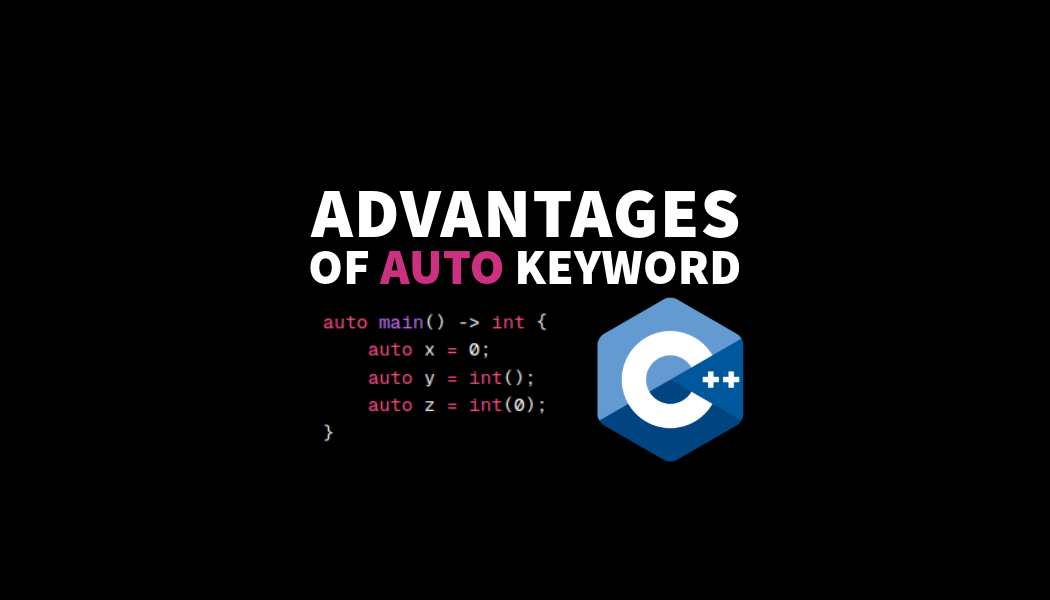 ADVANTAGES
OF AUTO KEYWORD
auto main() -> int {
    auto x = 0;
    auto y = int();
    auto z = int(0);
}
C++